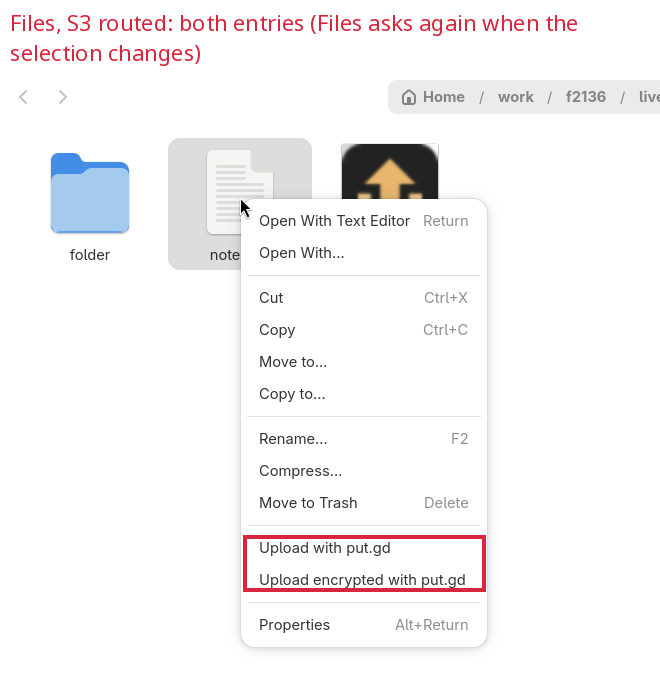 Files, S3 routed: both entries (Files asks again when the
selection changes)
Home / work / f2136 / live
folder
note
Open With Text Editor Return
Open With...
Cut Ctrl+X
Copy Ctrl+C
Move to...
Copy to...
Rename... F2
Compress...
Move to Trash Delete
Upload with put.gd
Upload encrypted with put.gd
Properties Alt+Return